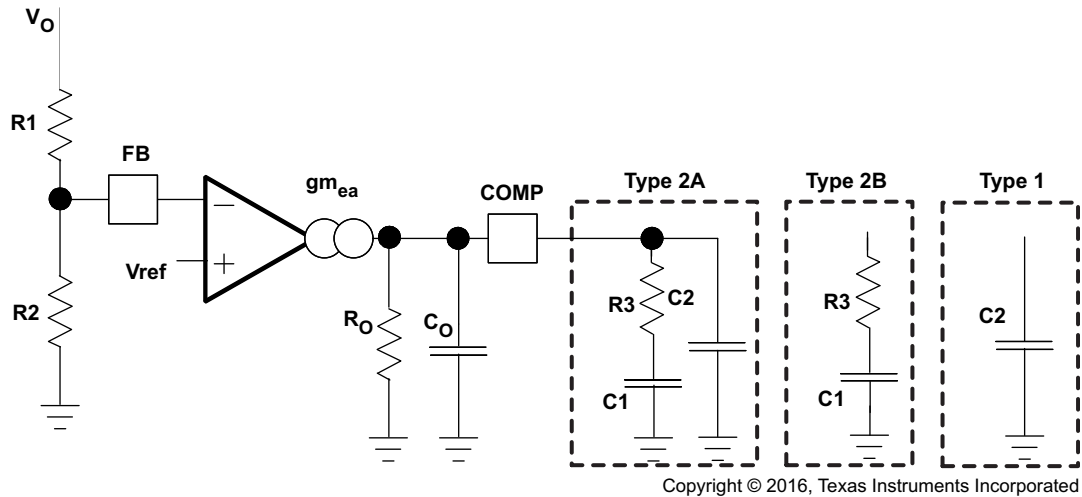 VO
R1
FB
gmea
COMP
Type 2A
Type 2B
Type 1
Vref
R2
RO
CO
R3
C2
C1
R3
C1
C2
Copyright © 2016, Texas Instruments Incorporated